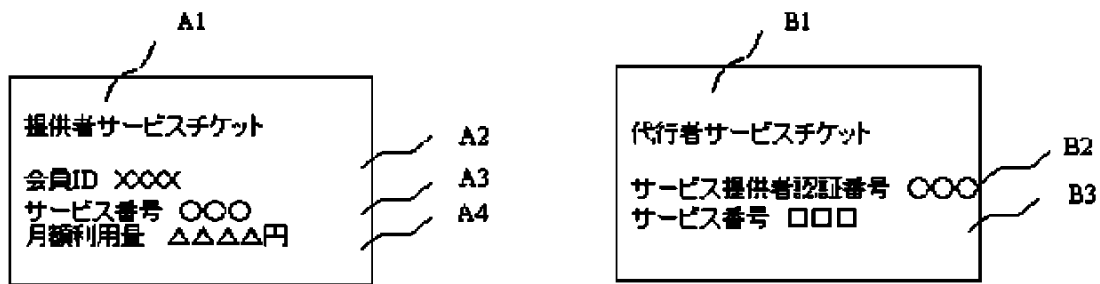 A1
提供者サービスチケット
A2
会員ID XXXX
A3
サービス番号 ○○○
A4
月額利用量 △△△△円
B1
代行者サービスチケット
B2
サービス提供者認証番号 ○○○
B3
サービス番号 □□□